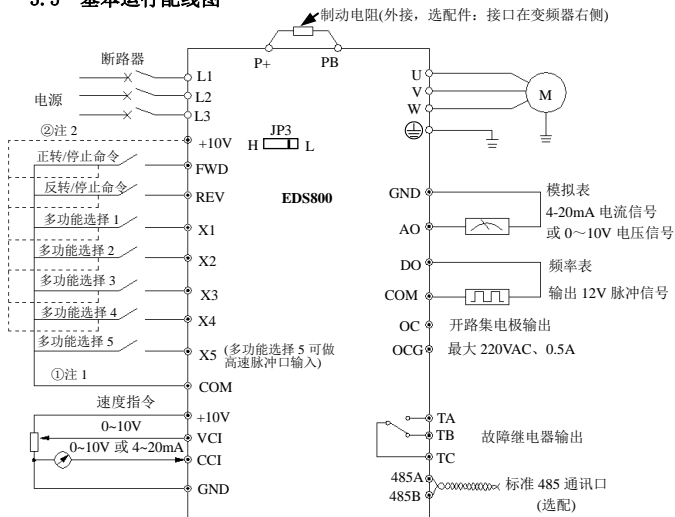 3.5 基本运行配线图
制动电阻(外接，选配件：接口在变频器右侧)
P+ PB
断路器
电源
L1
L2
L3
②注 2
+10V
JP3
H L
正转/停止命令
FWD
反转/停止命令
REV
EDS800
多功能选择 1
X1
多功能选择 2
X2
多功能选择 3
X3
多功能选择 4
X4
多功能选择 5
X5
(多功能选择 5 可做
高速脉冲口输入)
①注 1
COM
速度指令
+10V
0~10V
VCI
0~10V 或 4~20mA
CCI
GND
U
V
W
M
GND
模拟表
4-20mA 电流信号
AO
或 0～10V 电压信号
DO
频率表
COM
输出 12V 脉冲信号
OC
开路集电极输出
OCG
最大 220VAC、0.5A
TA
TB
故障继电器输出
TC
485A
485B
标准 485 通讯口
(选配)